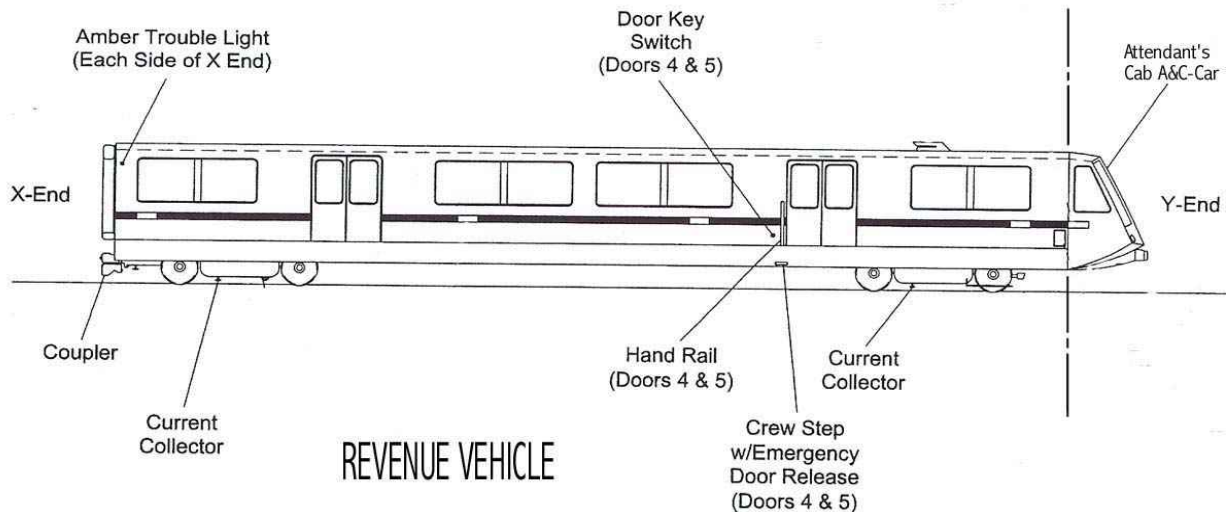 Amber Trouble Light
(Each Side of X End)
Door Key
Switch
(Doors 4 & 5)
Attendant's
Cab A&C-Car
X-End
Y-End
Coupler
Current
Collector
Hand Rail
(Doors 4 & 5)
Current
Collector
Crew Step
w/Emergency
Door Release
(Doors 4 & 5)
REVENUE VEHICLE